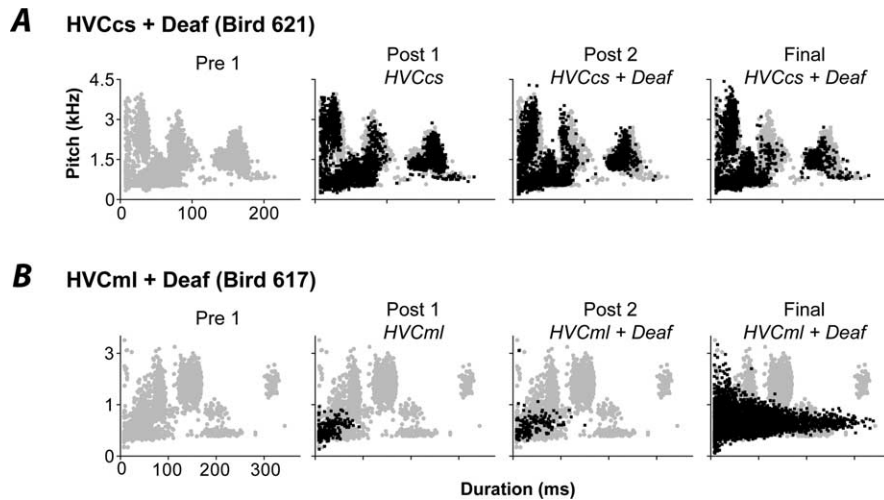 A HVCcs + Deaf (Bird 621)
Pre 1
Post 1
HVCcs
Post 2
HVCcs + Deaf
Final
HVCcs + Deaf
Pitch (kHz)
4.5
3
1.5
0
0 100 200
B HVCml + Deaf (Bird 617)
Pre 1
Post 1
HVCml
Post 2
HVCml + Deaf
Final
HVCml + Deaf
3
1
0
0 100 200 300
Duration (ms)